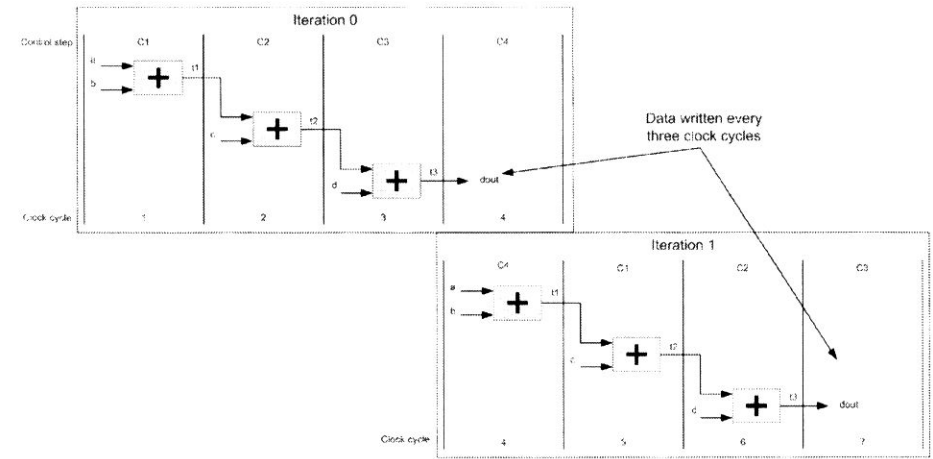 Iteration 0
Control step C1 C2 C3 C4
a t1
b
t2
c
Data written every
three clock cycles
t3 dout
d
Clock cycle 1 2 3 4
Iteration 1
C4 C1 C2 C3
a t1
b
t2
c
t3 dout
d
Clock cycle 4 5 6 7